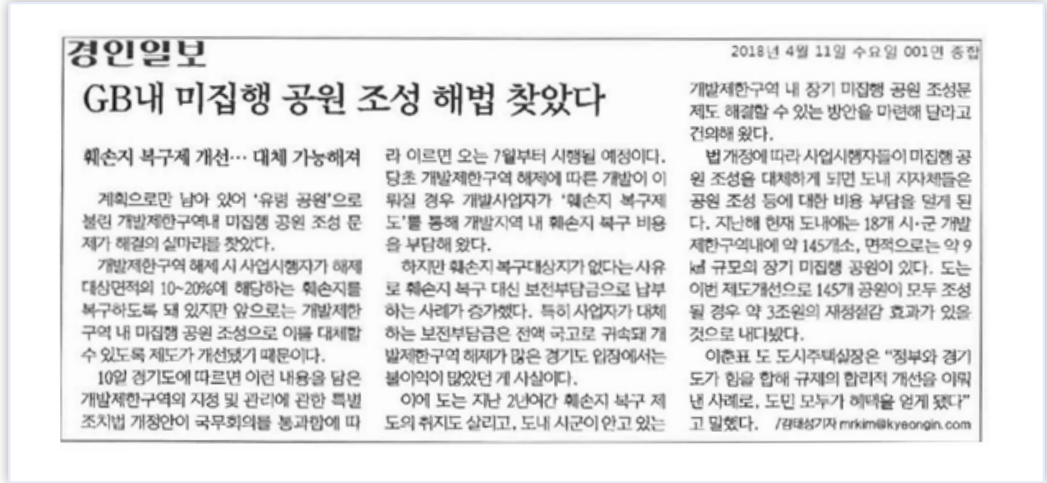 경인일보
2018년 4월 11일 수요일 001면 종합
GB내 미집행 공원 조성 해법 찾았다
훼손지 복구제 개선… 대체 가능해져
계획으로만 남아 있어 '유령 공원'으로
불린 개발제한구역내 미집행 공원 조성 문
제가 해결의 실마리를 찾았다.
개발제한구역 해제 시 사업시행자가 해제
대상면적의 10~20%에 해당하는 훼손지를
복구하도록 돼 있지만 앞으로는 개발제한
구역 내 미집행 공원 조성으로 이를 대체할
수 있도록 제도가 개선됐기 때문이다.
10일 경기도에 따르면 이런 내용을 담은
개발제한구역의 지정 및 관리에 관한 특별
조치법 개정안이 국무회의를 통과함에 따
라 이르면 오는 7월부터 시행될 예정이다.
당초 개발제한구역 해제에 따른 개발이 이
뤄질 경우 개발사업자가 '훼손지 복구제
도'를 통해 개발지역 내 훼손지 복구 비용
을 부담해 왔다.
하지만 훼손지 복구대상지가 없다는 사유
로 훼손지 복구 대신 보전부담금으로 납부
하는 사례가 증가했다. 특히 사업자가 대체
하는 보전부담금은 전액 국고로 귀속돼 개
발제한구역 해제가 많은 경기도 입장에서는
불이익이 많았던 게 사실이다.
이에 도는 지난 2년여간 훼손지 복구 제
도의 취지도 살리고, 도내 시군이 안고 있는
개발제한구역 내 장기 미집행 공원 조성문
제도 해결할 수 있는 방안을 마련해 달라고
건의해 왔다.
법 개정에 따라 사업시행자들이 미집행 공
원 조성을 대체하게 되면 도내 지자체들은
공원 조성 등에 대한 비용 부담을 덜게 된
다. 지난해 현재 도내에는 18개 시·군 개발
제한구역내에 약 145개소, 면적으로는 약 9
㎢ 규모의 장기 미집행 공원이 있다. 도는
이번 제도개선으로 145개 공원이 모두 조성
될 경우 약 3조원의 재정절감 효과가 있을
것으로 내다봤다.
이춘표 도 도시주택실장은 "정부와 경기
도가 힘을 합해 규제의 합리적 개선을 이뤄
낸 사례로, 도민 모두가 혜택을 얻게 됐다"
고 말했다. /김태성기자 mrkim@kyeongin.com